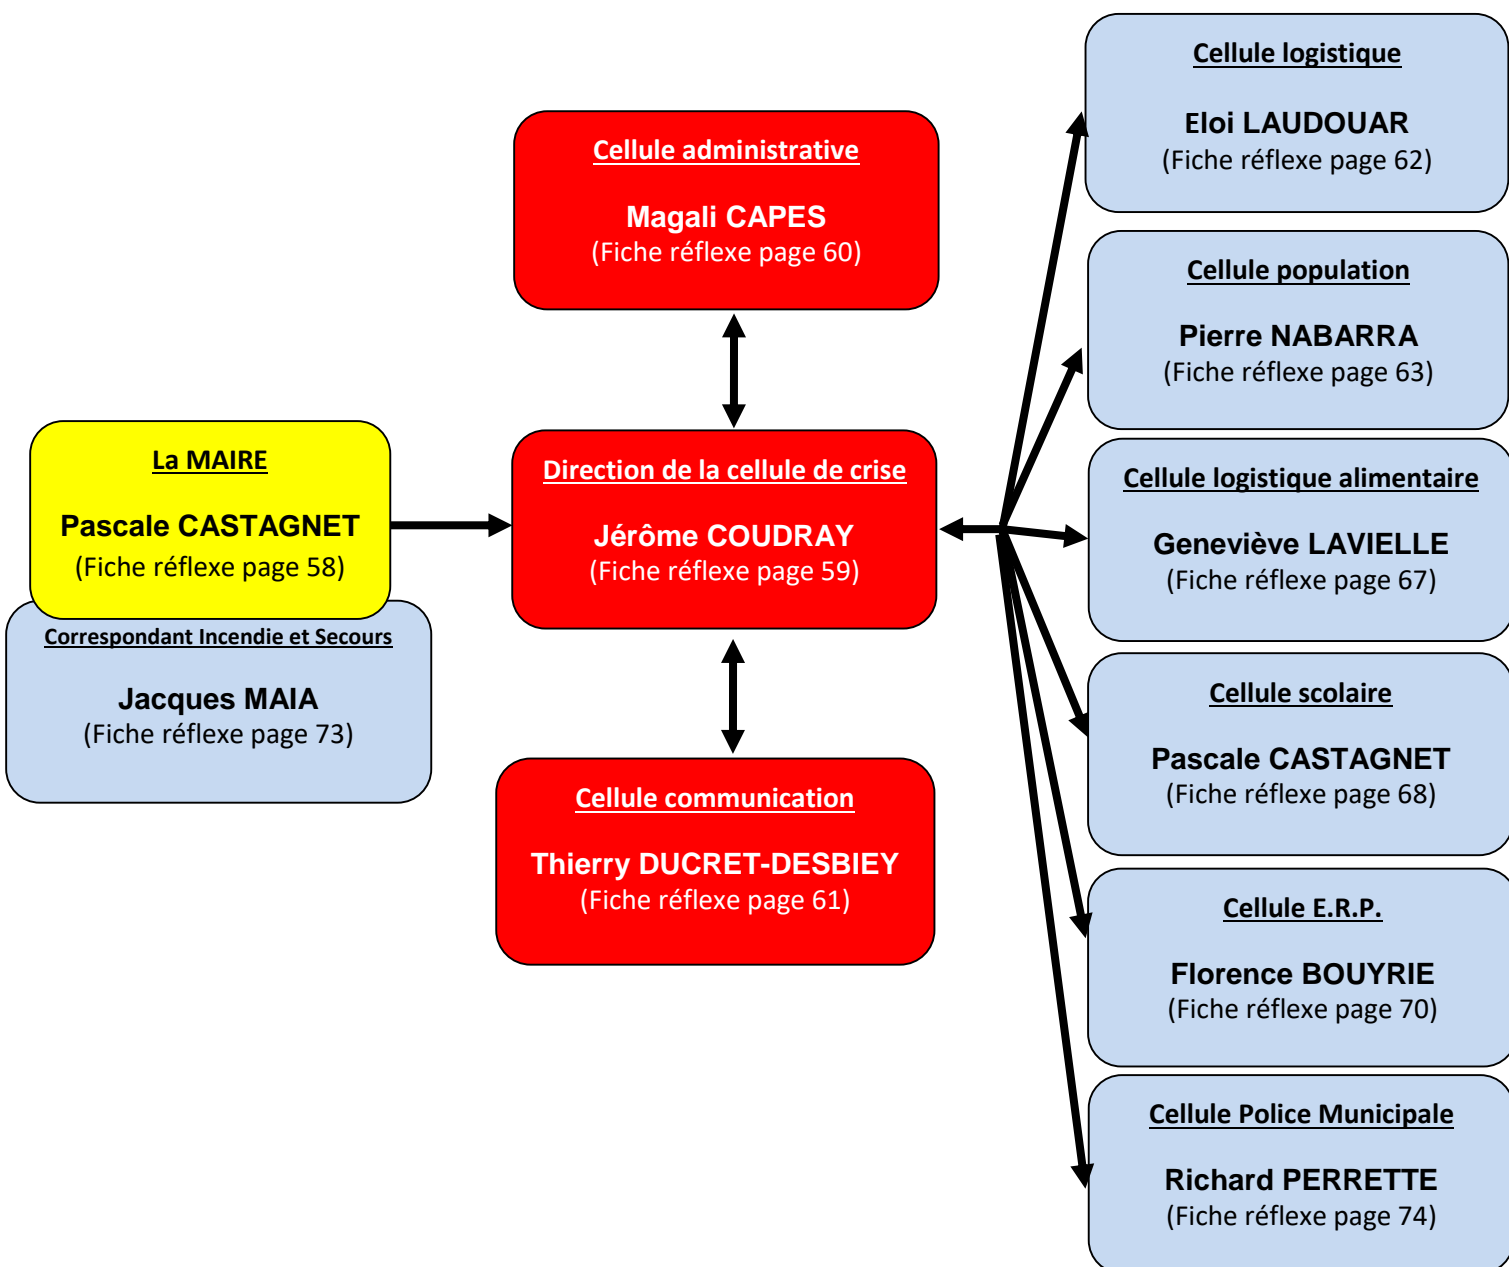 La MAIRE
Pascale CASTAGNET
(Fiche réflexe page 58)
Correspondant Incendie et Secours
Jacques MAIA
(Fiche réflexe page 73)
Cellule administrative
Magali CAPES
(Fiche réflexe page 60)
Direction de la cellule de crise
Jérôme COUDRAY
(Fiche réflexe page 59)
Cellule communication
Thierry DUCRET-DESBIEY
(Fiche réflexe page 61)
Cellule logistique
Eloi LAUDOUAR
(Fiche réflexe page 62)
Cellule population
Pierre NABARRA
(Fiche réflexe page 63)
Cellule logistique alimentaire
Geneviève LAVIELLE
(Fiche réflexe page 67)
Cellule scolaire
Pascale CASTAGNET
(Fiche réflexe page 68)
Cellule E.R.P.
Florence BOUYRIE
(Fiche réflexe page 70)
Cellule Police Municipale
Richard PERRETTE
(Fiche réflexe page 74)